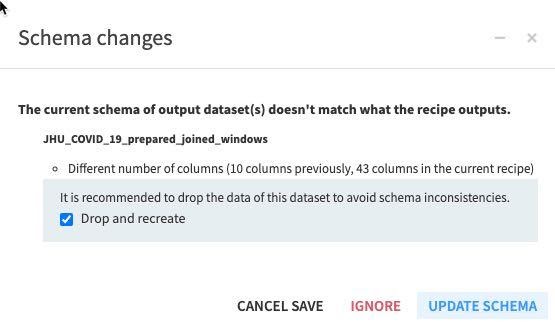 Schema changes
The current schema of output dataset(s) doesn't match what the recipe outputs.
JHU_COVID_19_prepared_joined_windows
Different number of columns (10 columns previously, 43 columns in the current recipe)
It is recommended to drop the data of this dataset to avoid schema inconsistencies.
Drop and recreate
CANCEL SAVE IGNORE UPDATE SCHEMA